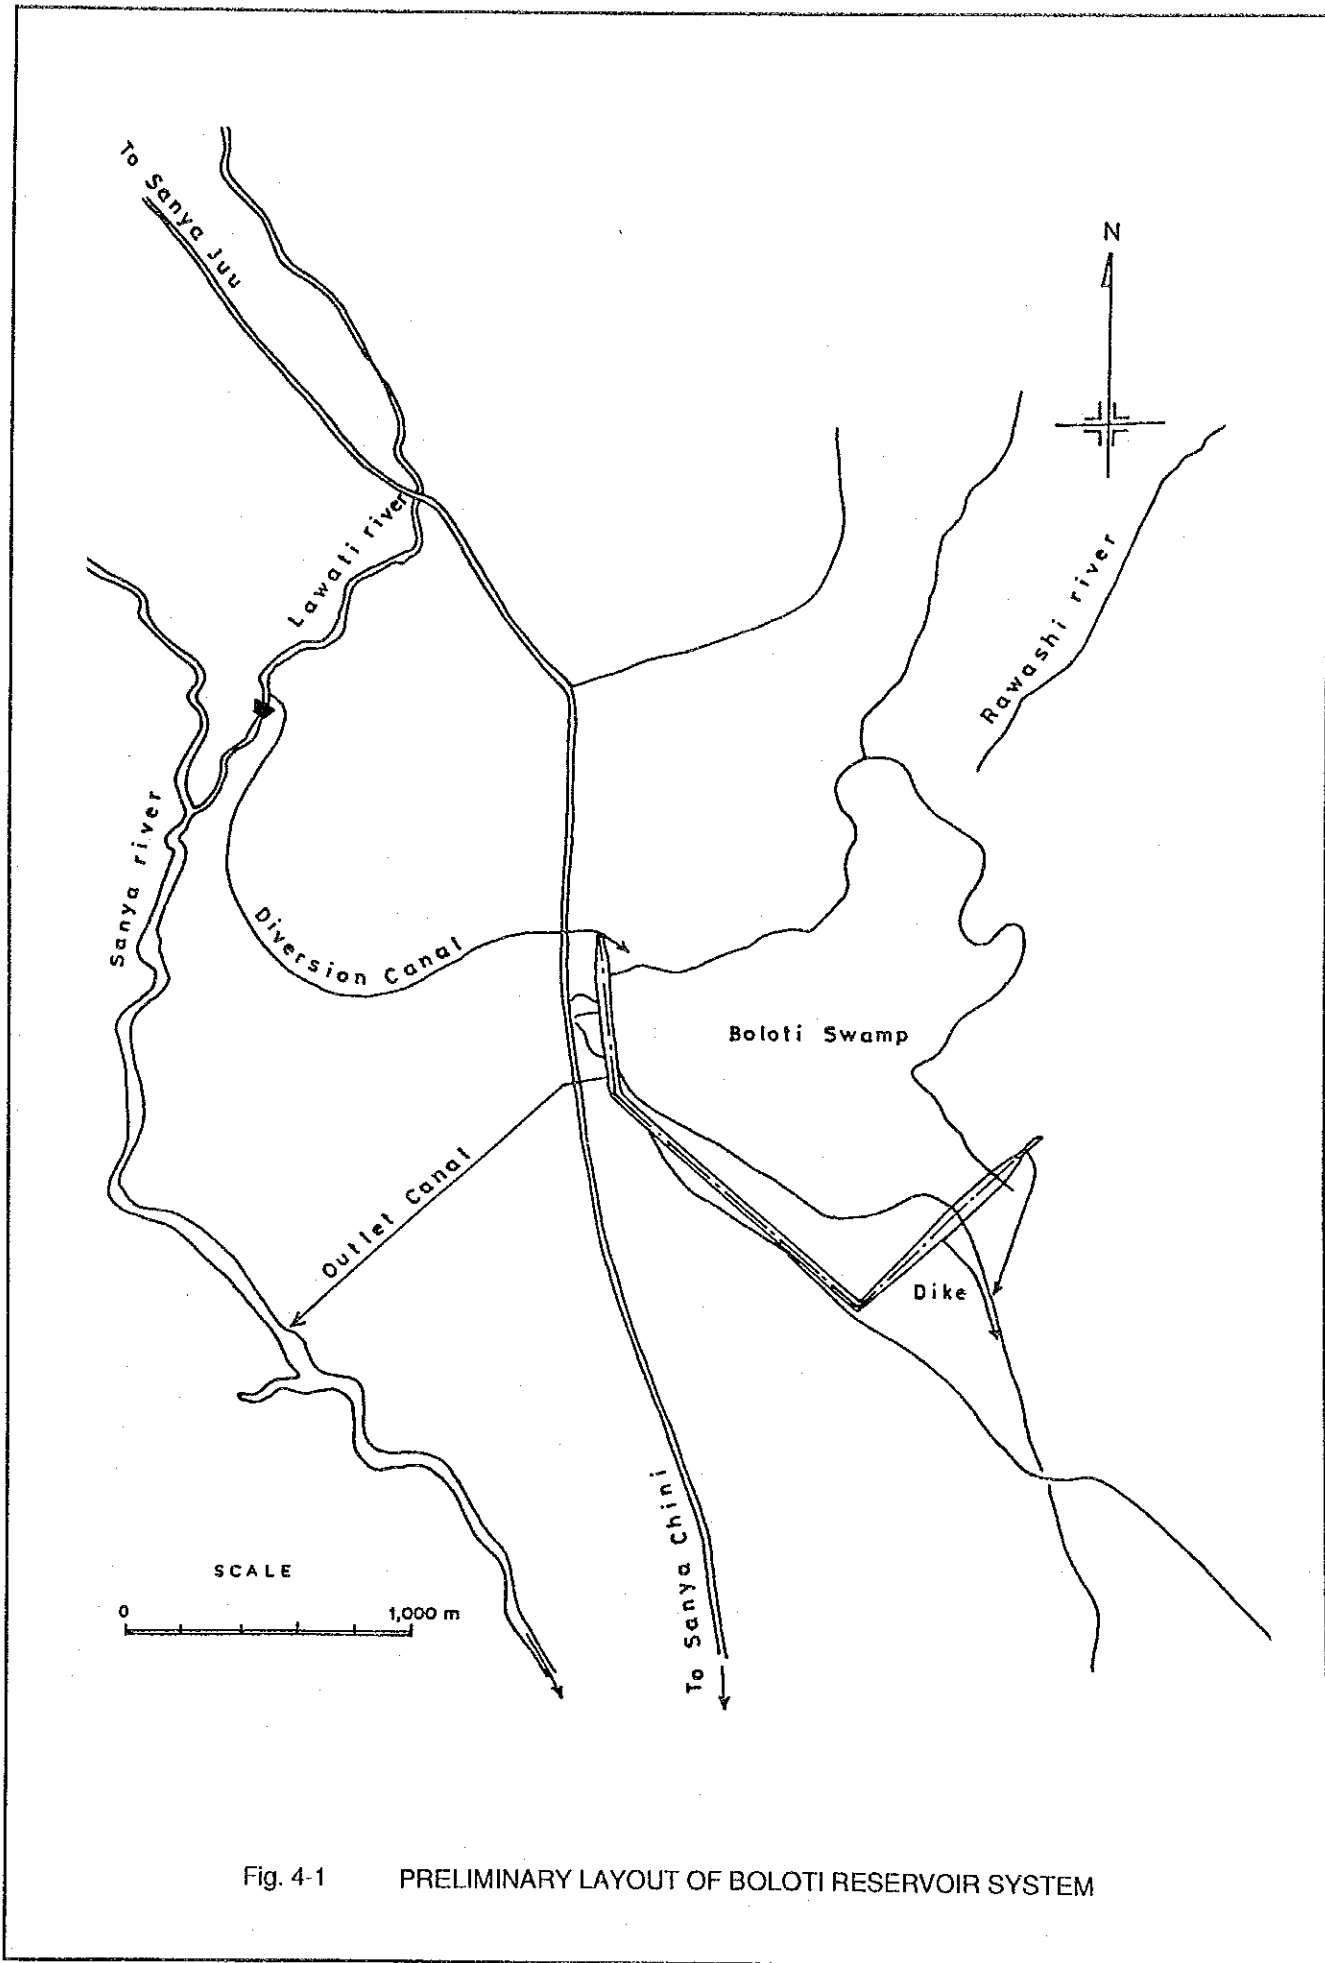 To Sanya Juu
N
Lawati river
Rawashi river
Sanya river
Diversion Canal
Boloti Swamp
Outlet Canal
Dike
To Sanya Chini
SCALE
0 1,000 m
Fig. 4-1 PRELIMINARY LAYOUT OF BOLOTI RESERVOIR SYSTEM